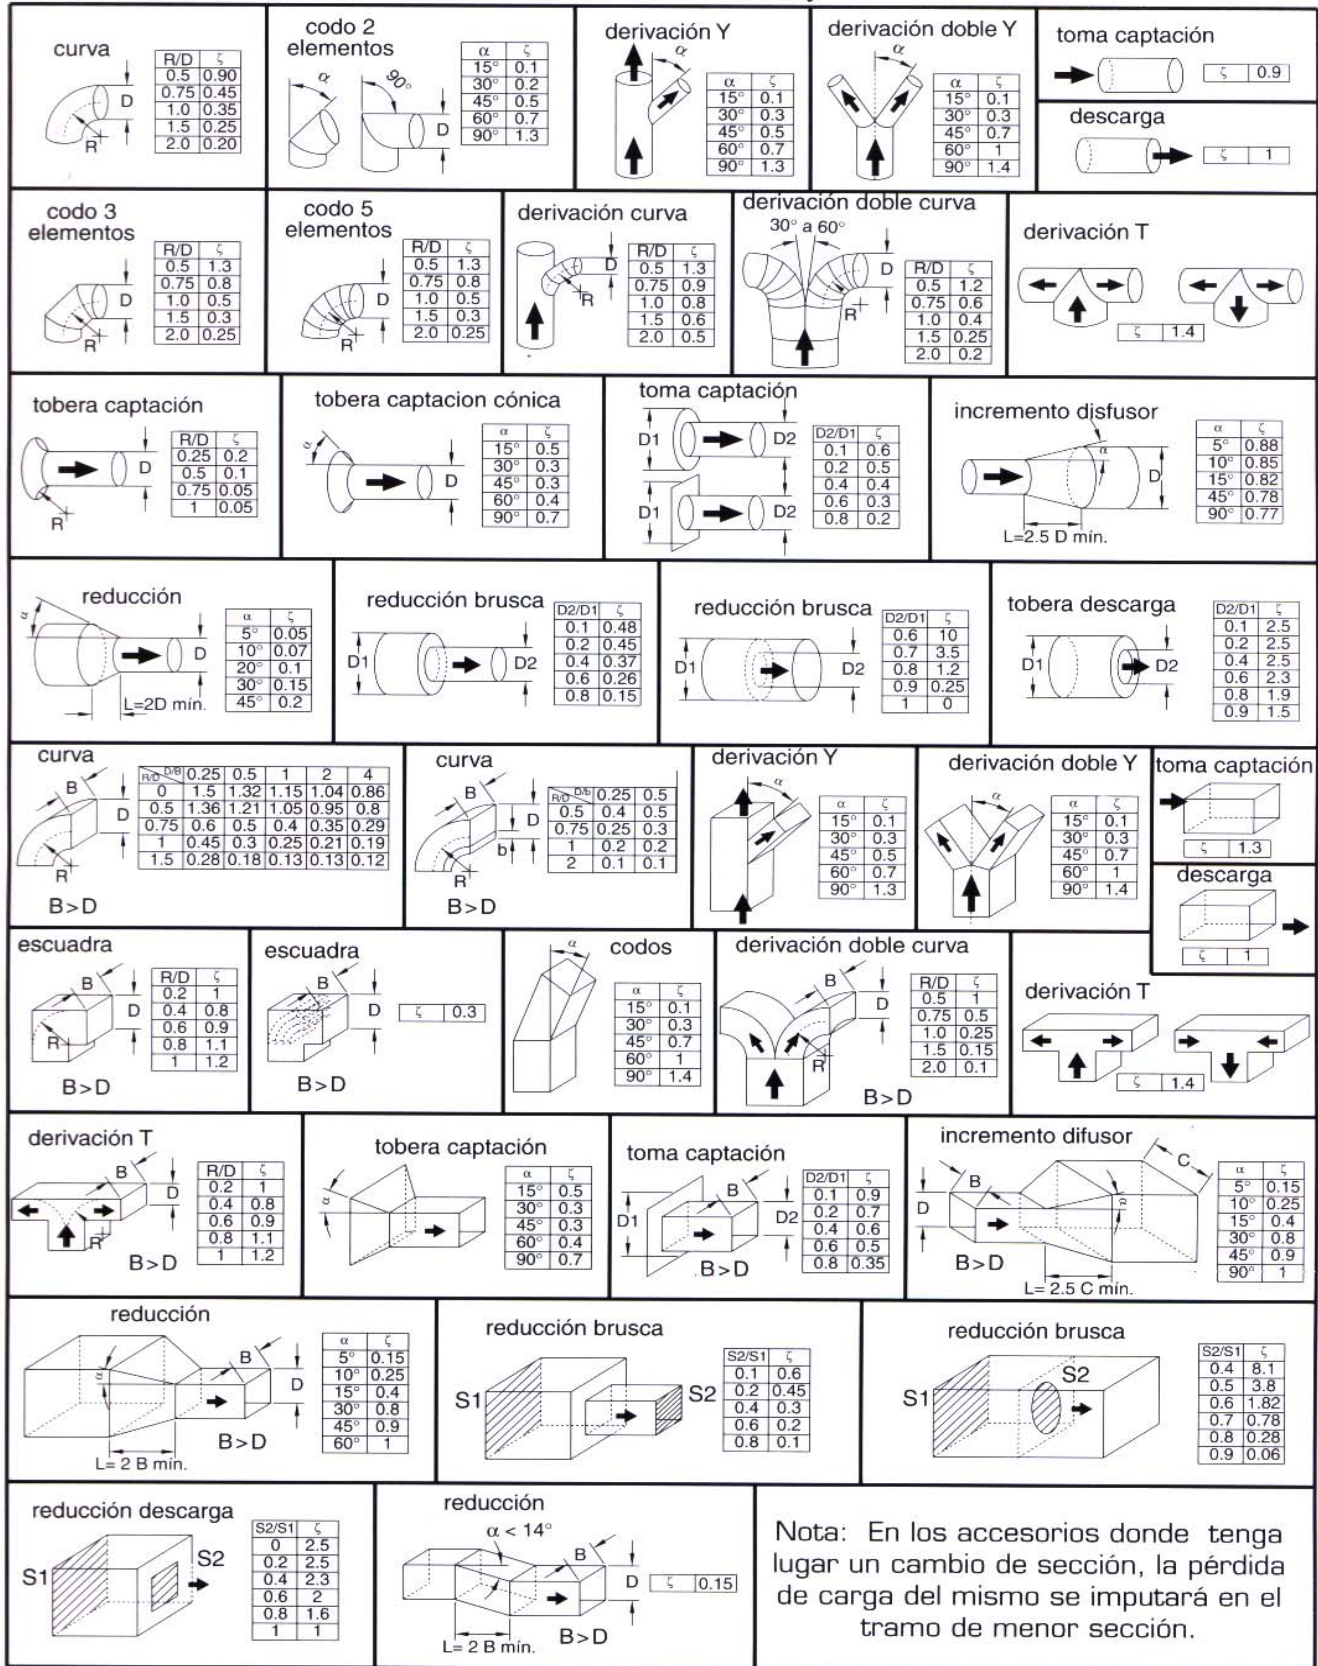 curva
R/D ζ
0.5 0.90
0.75 0.45
1.0 0.35
1.5 0.25
2.0 0.20
D
R
codo 2
elementos
α
90°
D
α ζ
15° 0.1
30° 0.2
45° 0.5
60° 0.7
90° 1.3
derivación Y
α
α ζ
15° 0.1
30° 0.3
45° 0.5
60° 0.7
90° 1.3
derivación doble Y
α
α ζ
15° 0.1
30° 0.3
45° 0.7
60° 1
90° 1.4
toma captación
ζ 0.9
descarga
ζ 1
codo 3
elementos
R/D ζ
0.5 1.3
0.75 0.8
1.0 0.5
1.5 0.3
2.0 0.25
D
R
codo 5
elementos
R/D ζ
0.5 1.3
0.75 0.8
1.0 0.5
1.5 0.3
2.0 0.25
D
R
derivación curva
D
R
R/D ζ
0.5 1.3
0.75 0.9
1.0 0.8
1.5 0.6
2.0 0.5
derivación doble curva
30° a 60°
D
R
R/D ζ
0.5 1.2
0.75 0.6
1.0 0.4
1.5 0.25
2.0 0.2
derivación T
ζ 1.4
tobera captación
D
R
R/D ζ
0.25 0.2
0.5 0.1
0.75 0.05
1 0.05
tobera captacion cónica
α
D
α ζ
15° 0.5
30° 0.3
45° 0.3
60° 0.4
90° 0.7
toma captación
D1 D2
D1 D2
D2/D1 ζ
0.1 0.6
0.2 0.5
0.4 0.4
0.6 0.3
0.8 0.2
incremento disfusor
α
D
L=2.5 D mín.
α ζ
5° 0.88
10° 0.85
15° 0.82
45° 0.78
90° 0.77
reducción
α
D
L=2D mín.
α ζ
5° 0.05
10° 0.07
20° 0.1
30° 0.15
45° 0.2
reducción brusca
D1 D2
D2/D1 ζ
0.1 0.48
0.2 0.45
0.4 0.37
0.6 0.26
0.8 0.15
reducción brusca
D1 D2
D2/D1 ζ
0.6 10
0.7 3.5
0.8 1.2
0.9 0.25
1 0
tobera descarga
D1 D2
D2/D1 ζ
0.1 2.5
0.2 2.5
0.4 2.5
0.6 2.3
0.8 1.9
0.9 1.5
curva
B
D
R
B>D
R/D D/B 0.25 0.5 1 2 4
0 1.5 1.32 1.15 1.04 0.86
0.5 1.36 1.21 1.05 0.95 0.8
0.75 0.6 0.5 0.4 0.35 0.29
1 0.45 0.3 0.25 0.21 0.19
1.5 0.28 0.18 0.13 0.13 0.12
curva
B
D
b
R
B>D
R/D D/b 0.25 0.5
0.5 0.4 0.5
0.75 0.25 0.3
1 0.2 0.2
2 0.1 0.1
derivación Y
α
α ζ
15° 0.1
30° 0.3
45° 0.5
60° 0.7
90° 1.3
derivación doble Y
α
α ζ
15° 0.1
30° 0.3
45° 0.7
60° 1
90° 1.4
toma captación
ζ 1.3
descarga
ζ 1
escuadra
B
D
R
B>D
R/D ζ
0.2 1
0.4 0.8
0.6 0.9
0.8 1.1
1 1.2
escuadra
B
D
B>D
ζ 0.3
codos
α
α ζ
15° 0.1
30° 0.3
45° 0.7
60° 1
90° 1.4
derivación doble curva
B
D
R
B>D
R/D ζ
0.5 1
0.75 0.5
1.0 0.25
1.5 0.15
2.0 0.1
derivación T
ζ 1.4
derivación T
B
D
R
B>D
R/D ζ
0.2 1
0.4 0.8
0.6 0.9
0.8 1.1
1 1.2
tobera captación
α
α ζ
15° 0.5
30° 0.3
45° 0.3
60° 0.4
90° 0.7
toma captación
B
D1 D2
B>D
D2/D1 ζ
0.1 0.9
0.2 0.7
0.4 0.6
0.6 0.5
0.8 0.35
incremento difusor
C
B
D
α
B>D
L= 2.5 C mín.
α ζ
5° 0.15
10° 0.25
15° 0.4
30° 0.8
45° 0.9
90° 1
reducción
α
B
D
B>D
L= 2 B mín.
α ζ
5° 0.15
10° 0.25
15° 0.4
30° 0.8
45° 0.9
60° 1
reducción brusca
S1 S2
S2/S1 ζ
0.1 0.6
0.2 0.45
0.4 0.3
0.6 0.2
0.8 0.1
reducción brusca
S1 S2
S2/S1 ζ
0.4 8.1
0.5 3.8
0.6 1.82
0.7 0.78
0.8 0.28
0.9 0.06
reducción descarga
S1 S2
S2/S1 ζ
0 2.5
0.2 2.5
0.4 2.3
0.6 2
0.8 1.6
1 1
reducción
α < 14°
B
D
L= 2 B mín.
B>D
ζ 0.15
Nota: En los accesorios donde tenga
lugar un cambio de sección, la pérdida
de carga del mismo se imputará en el
tramo de menor sección.